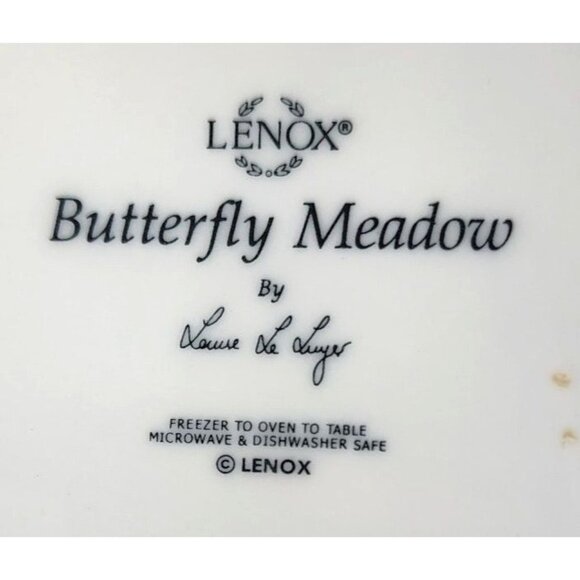 LENOX®
Butterfly Meadow
By
Louise Le Luyer
FREEZER TO OVEN TO TABLE
MICROWAVE & DISHWASHER SAFE
© LENOX